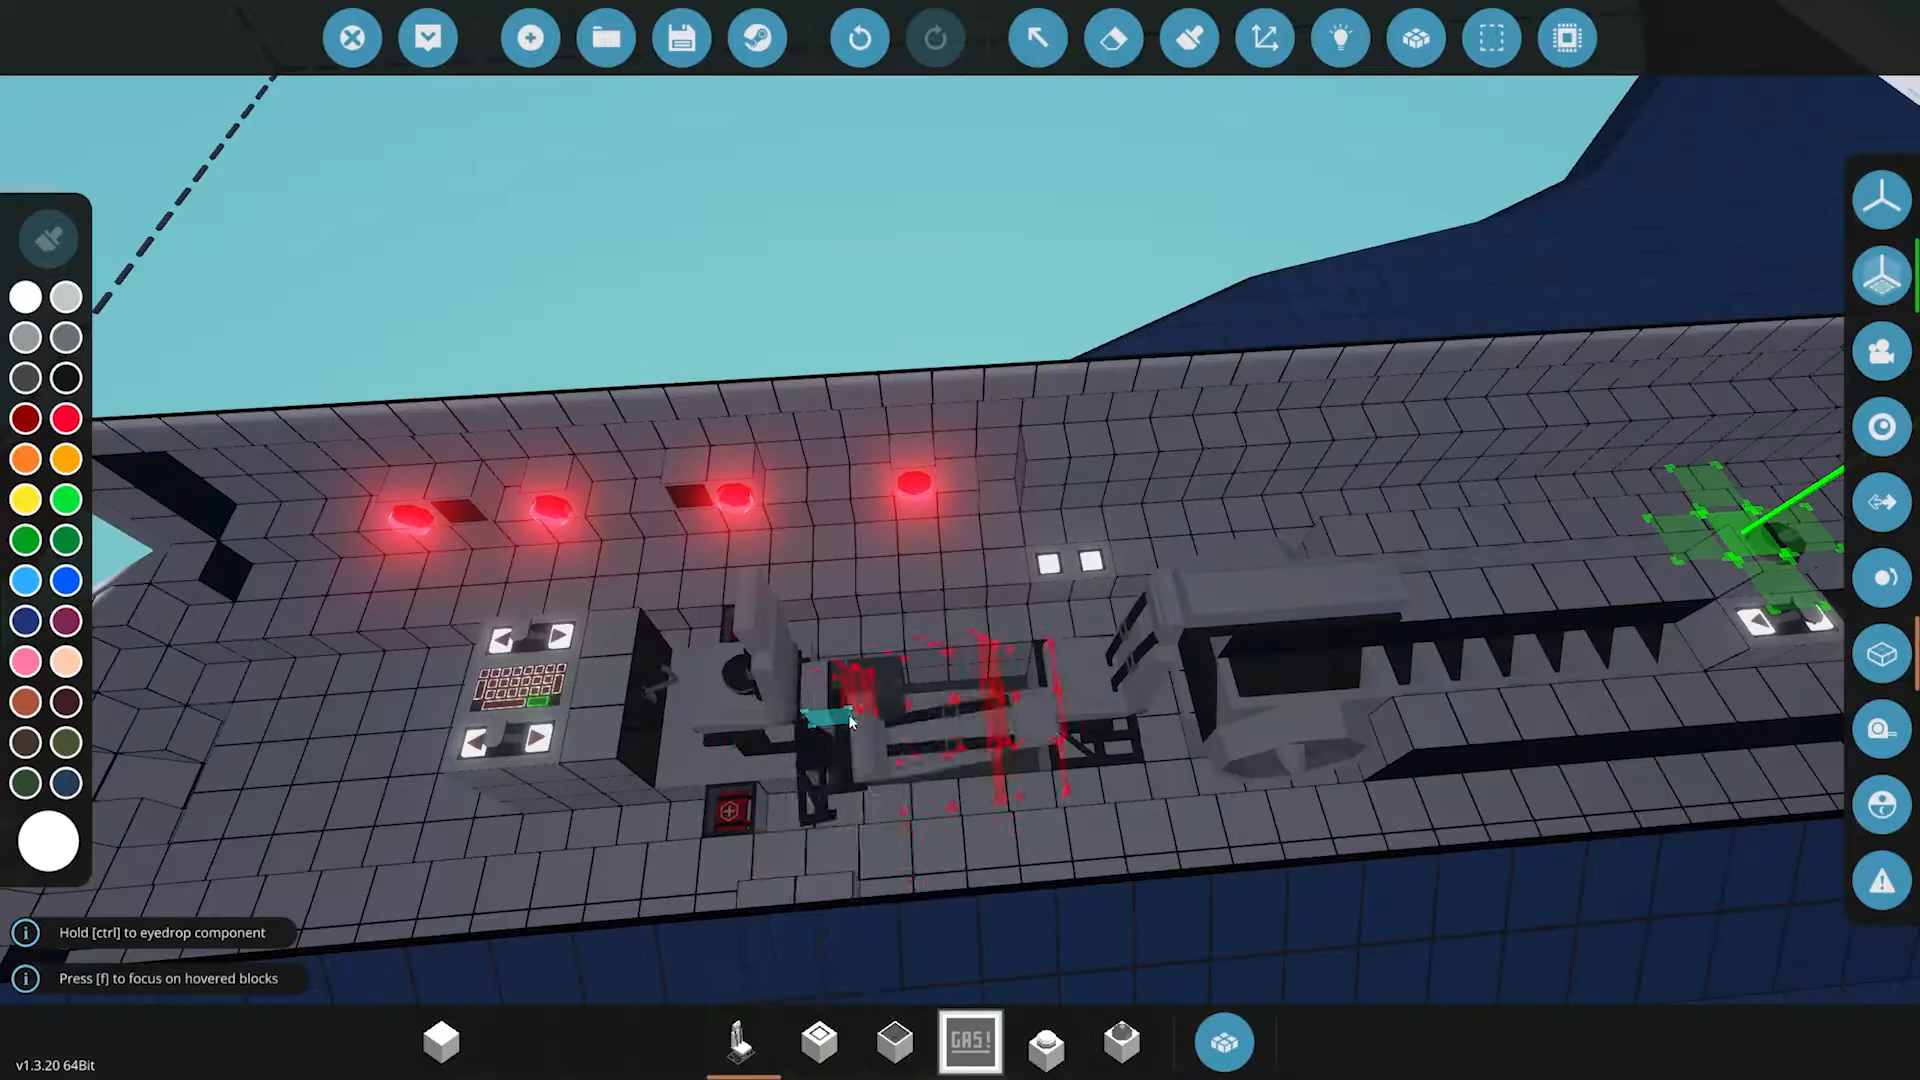 Hold [ctrl] to eyedrop component
Press [f] to focus on hovered blocks
GAS!
v1.3.20 64Bit